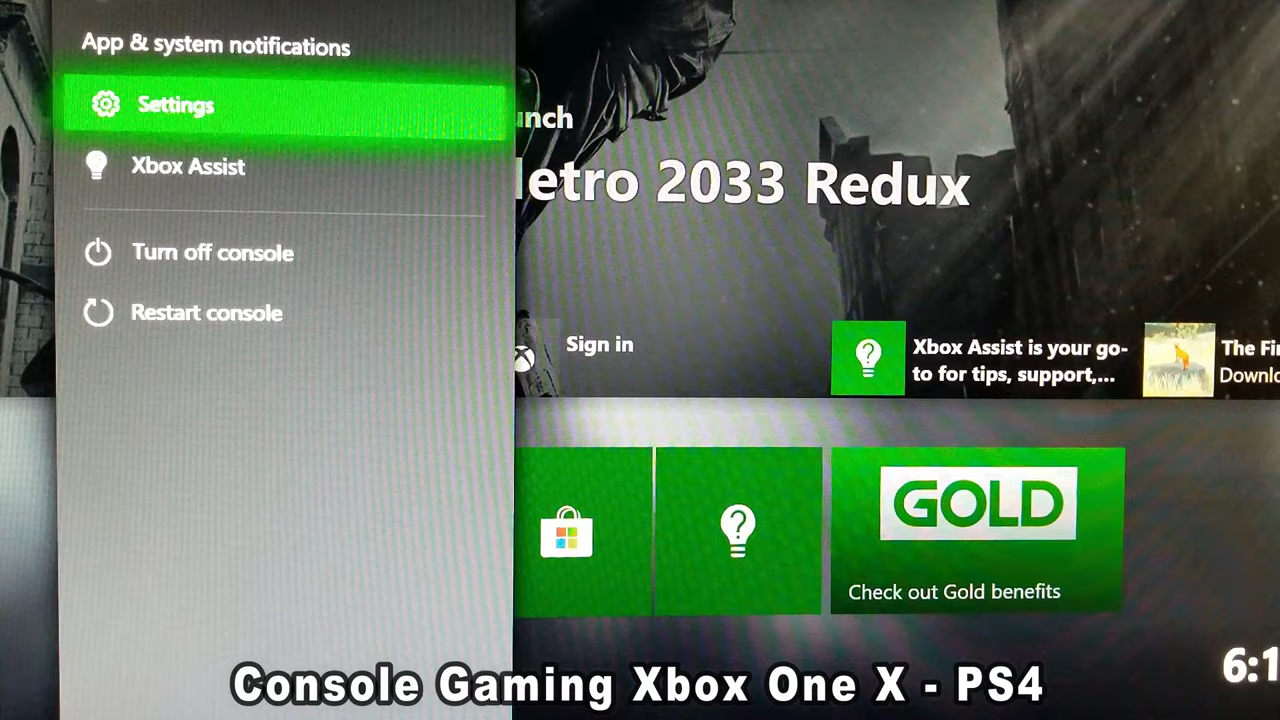 App & system notifications
Settings
Xbox Assist
Turn off console
Restart console
unch
etro 2033 Redux
Sign in
Xbox Assist is your go-
to for tips, support,...
The Fi
Downlo
GOLD
Check out Gold benefits
6:1
Console Gaming Xbox One X - PS4